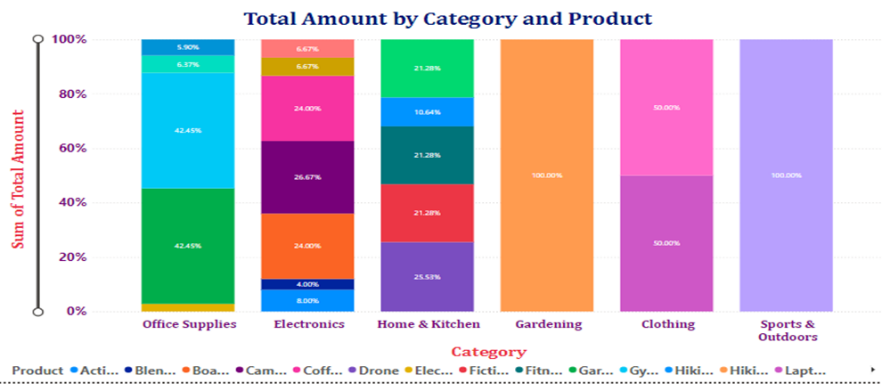 Total Amount by Category and Product
Sum of Total Amount
100%
80%
60%
40%
20%
0%
5.90%
6.37%
42.45%
42.45%
6.67%
6.67%
24.00%
26.67%
24.00%
4.00%
8.00%
21.28%
10.64%
21.28%
21.28%
25.53%
100.00%
50.00%
50.00%
100.00%
Office Supplies
Electronics
Home & Kitchen
Gardening
Clothing
Sports &
Outdoors
Category
Product Acti... Blen... Boa... Cam... Coff... Drone Elec... Ficti... Fitn... Gar... Gy... Hiki... Hiki... Lapt...